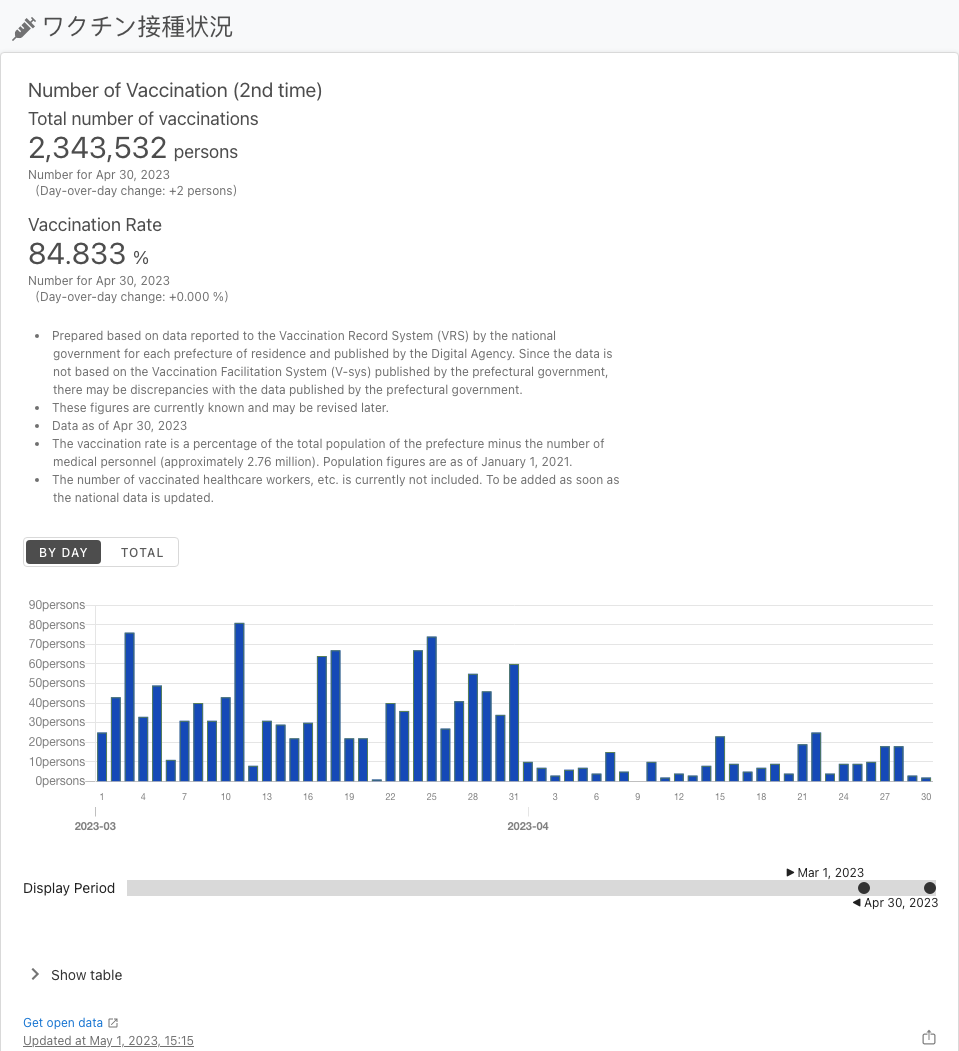 ワクチン接種状況
Number of Vaccination (2nd time)
Total number of vaccinations
2,343,532 persons
Number for Apr 30, 2023
(Day-over-day change: +2 persons)
Vaccination Rate
84.833 %
Number for Apr 30, 2023
(Day-over-day change: +0.000 %)
• Prepared based on data reported to the Vaccination Record System (VRS) by the national
government for each prefecture of residence and published by the Digital Agency. Since the data is
not based on the Vaccination Facilitation System (V-sys) published by the prefectural government,
there may be discrepancies with the data published by the prefectural government.
• These figures are currently known and may be revised later.
• Data as of Apr 30, 2023
• The vaccination rate is a percentage of the total population of the prefecture minus the number of
medical personnel (approximately 2.76 million). Population figures are as of January 1, 2021.
• The number of vaccinated healthcare workers, etc. is currently not included. To be added as soon as
the national data is updated.
BY DAY TOTAL
90persons
80persons
70persons
60persons
50persons
40persons
30persons
20persons
10persons
0persons
1 4 7 10 13 16 19 22 25 28 31 3 6 9 12 15 18 21 24 27 30
2023-03 2023-04
Mar 1, 2023
Display Period
Apr 30, 2023
Show table
Get open data
Updated at May 1, 2023, 15:15